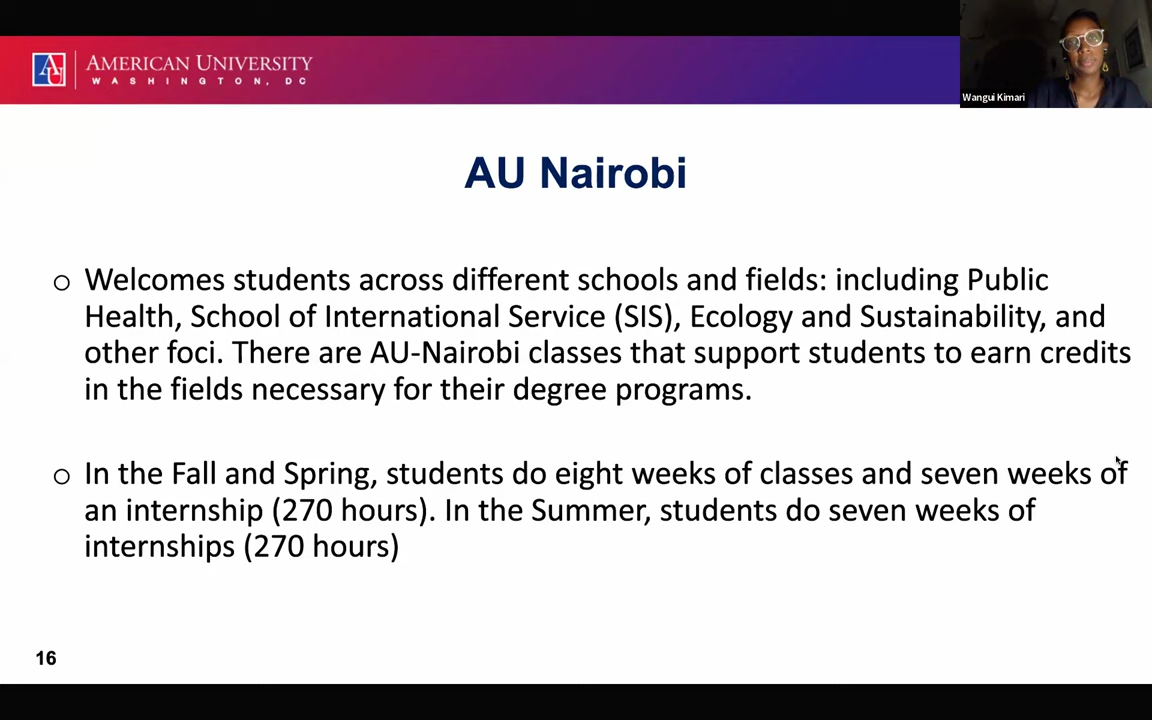 AMERICAN UNIVERSITY
WASHINGTON, DC
Wangui Kimari
AU Nairobi
o Welcomes students across different schools and fields: including Public
Health, School of International Service (SIS), Ecology and Sustainability, and
other foci. There are AU-Nairobi classes that support students to earn credits
in the fields necessary for their degree programs.
o In the Fall and Spring, students do eight weeks of classes and seven weeks of
an internship (270 hours). In the Summer, students do seven weeks of
internships (270 hours)
16